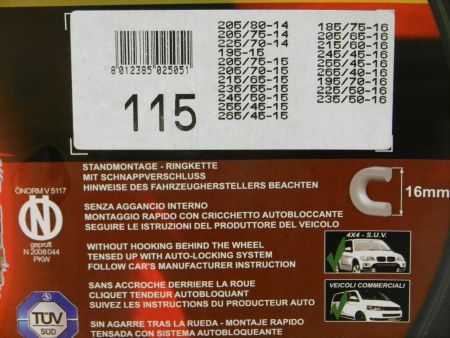 205/80-14
205/75-14
225/70-14
195-15
205/75-15
205/70-15
215/65-15
235/55-15
245/50-15
255/45-15
265/45-15
185/75-16
205/65-16
215/60-16
245/45-16
255/45-16
265/40-16
195/70-16
225/50-16
235/50-16
8 012385 025051
115
STANDMONTAGE - RINGKETTE
MIT SCHNAPPVERSCHLUSS
HINWEISE DES FAHRZEUGHERSTELLERS BEACHTEN
16mm
ÖNORM V 5117
N
geprüft
N 2008 044
PKW
SENZA AGGANCIO INTERNO
MONTAGGIO RAPIDO CON CRICCHETTO AUTOBLOCCANTE
SEGUIRE LE ISTRUZIONI DEL PRODUTTORE DEL VEICOLO
WITHOUT HOOKING BEHIND THE WHEEL
TENSED UP WITH AUTO-LOCKING SYSTEM
FOLLOW CAR'S MANUFACTURER INSTRUCTION
4X4 - S.U.V.
SANS ACCROCHE DERRIERE LA ROUE
CLIQUET TENDEUR AUTOBLOQUANT
SUIVEZ LES INSTRUCTIONS DU PRODUCTEUR AUTO
VEICOLI COMMERCIALI
TÜV
SÜD
SIN AGARRE TRAS LA RUEDA - MONTAJE RAPIDO
TENSADA CON SISTEMA AUTOBLOCANTE